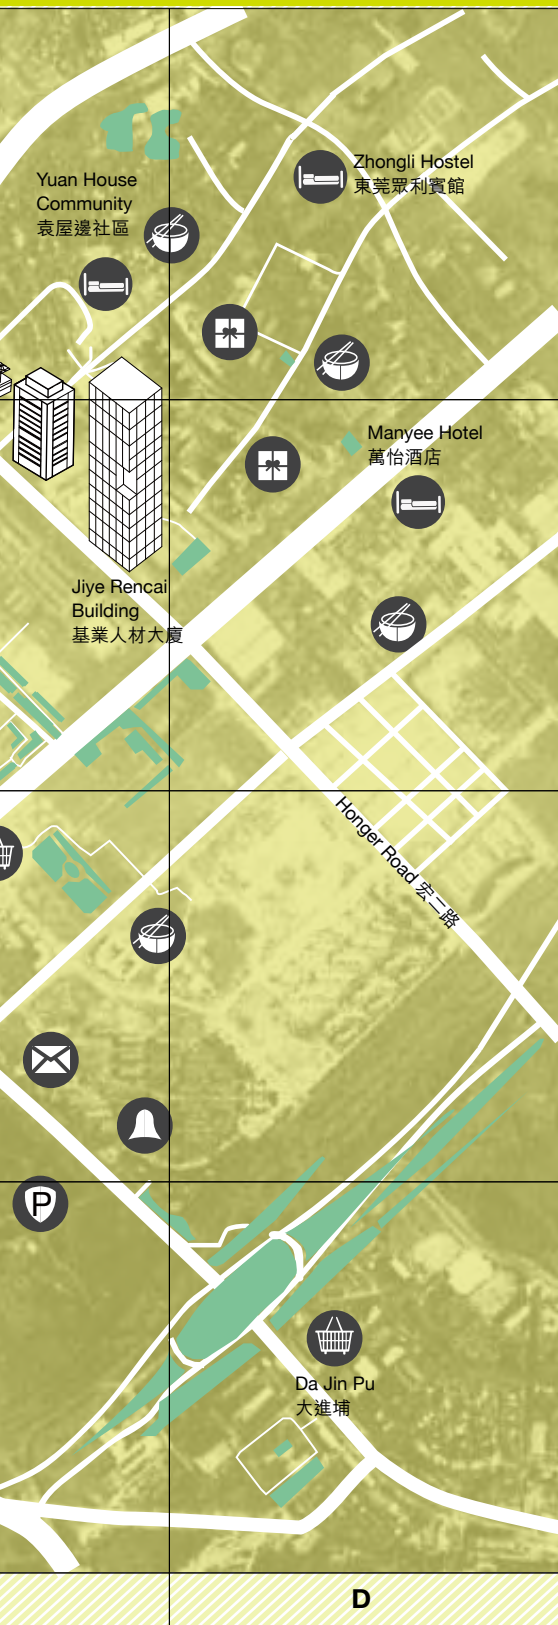 Zhongli Hostel
東莞眾利賓館
Yuan House
Community
袁屋邊社區
Manyee Hotel
萬怡酒店
Jiye Rencai
Building
基業人材大廈
Honger Road 宏二路
P
Da Jin Pu
大進埔
D